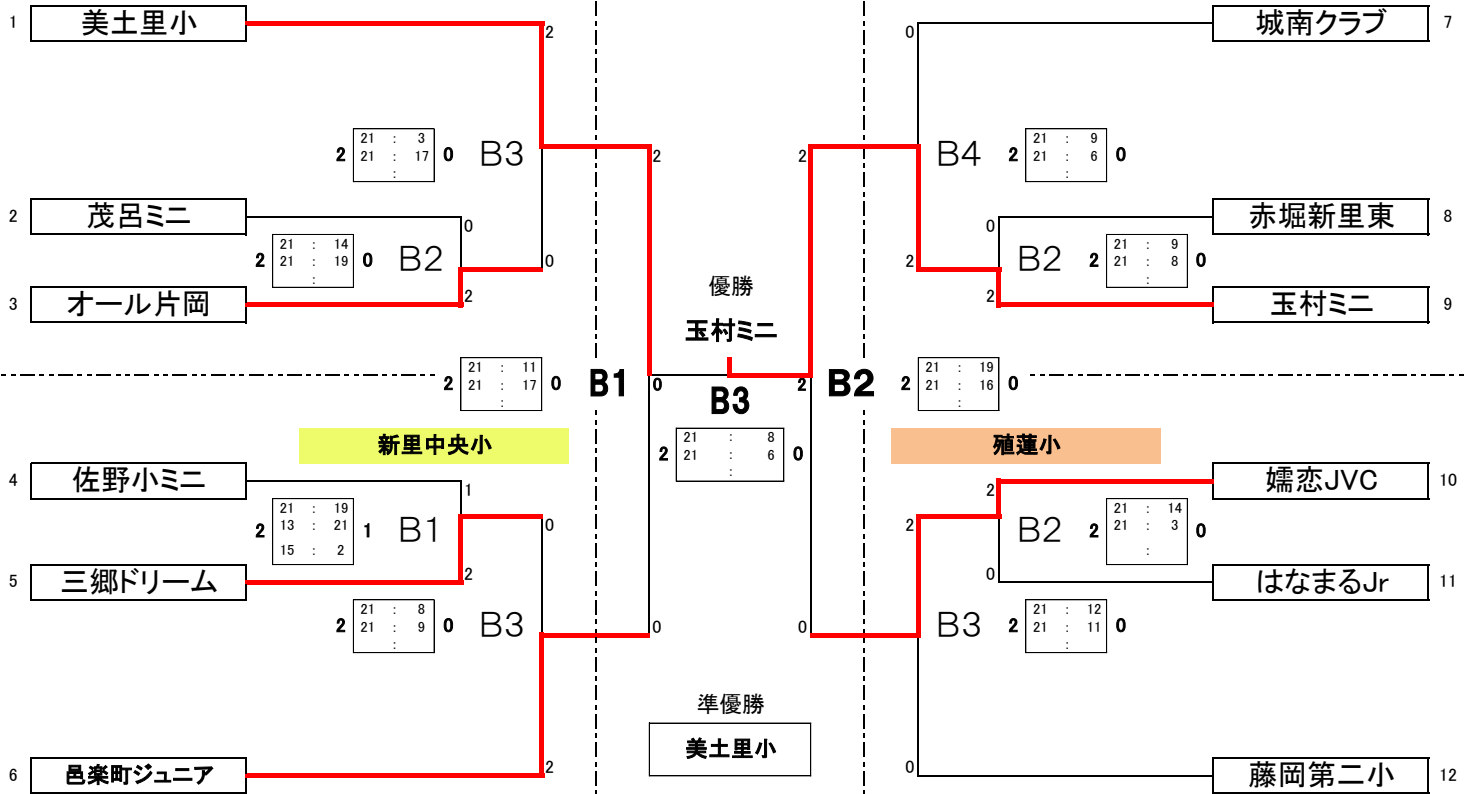 1 美土里小 2
2 茂呂ミニ 0
3 オール片岡 2
2 21 : 3 0 B3
21 : 17
:
2 21 : 14 0 B2
21 : 19
:
0
2 21 : 11 0 B1
21 : 17
:
2
新里中央小
4 佐野小ミニ 1
5 三郷ドリーム 2
6 邑楽町ジュニア 2
2 21 : 19 1 B1
13 : 21
15 : 2
0
2 21 : 8 0 B3
21 : 9
:
0
優勝
玉村ミニ
0 2
B3
2 21 : 8 0
21 : 6
:
準優勝
美土里小
0 城南クラブ 7
0 赤堀新里東 8
2 玉村ミニ 9
B4 2 21 : 9 0
21 : 6
:
B2 2 21 : 9 0
21 : 8
:
2
2
B2 2 21 : 19 0
21 : 16
:
殖蓮小
2 嬬恋JVC 10
0 はなまるJr 11
0 藤岡第二小 12
B2 2 21 : 14 0
21 : 3
:
2
B3 2 21 : 12 0
21 : 11
:
0